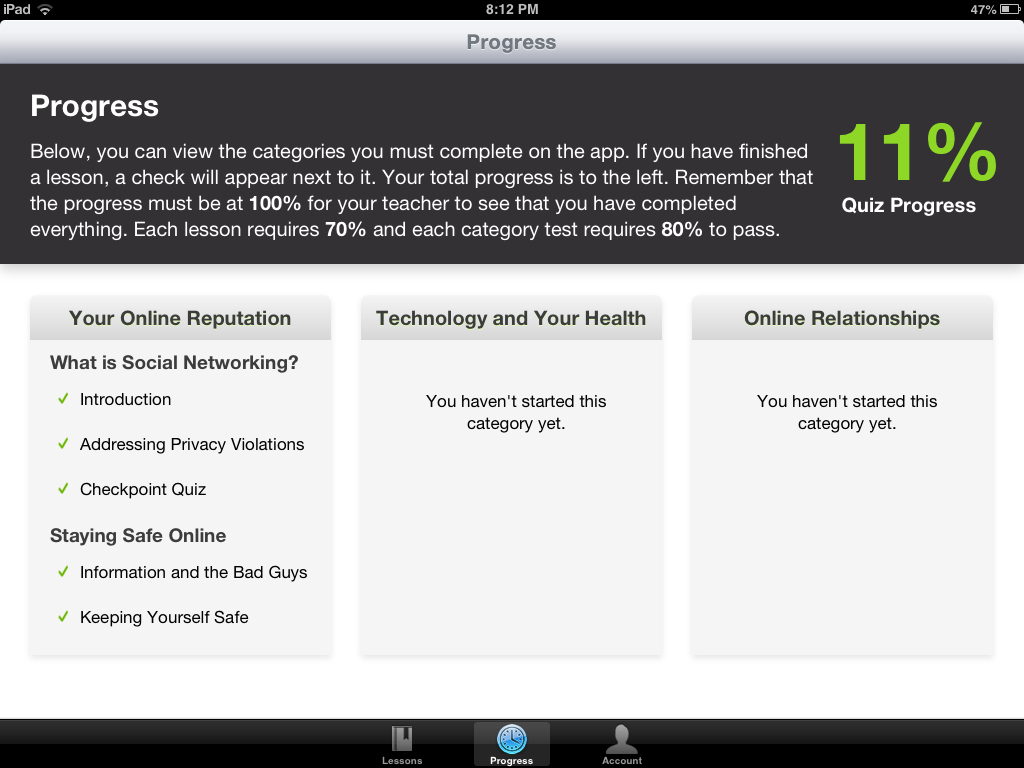 iPad 8:12 PM 47%
Progress
Progress
Below, you can view the categories you must complete on the app. If you have finished
a lesson, a check will appear next to it. Your total progress is to the left. Remember that
the progress must be at 100% for your teacher to see that you have completed
everything. Each lesson requires 70% and each category test requires 80% to pass.
11%
Quiz Progress
Your Online Reputation
What is Social Networking?
Introduction
Addressing Privacy Violations
Checkpoint Quiz
Staying Safe Online
Information and the Bad Guys
Keeping Yourself Safe
Technology and Your Health
You haven't started this
category yet.
Online Relationships
You haven't started this
category yet.
Lessons Progress Account